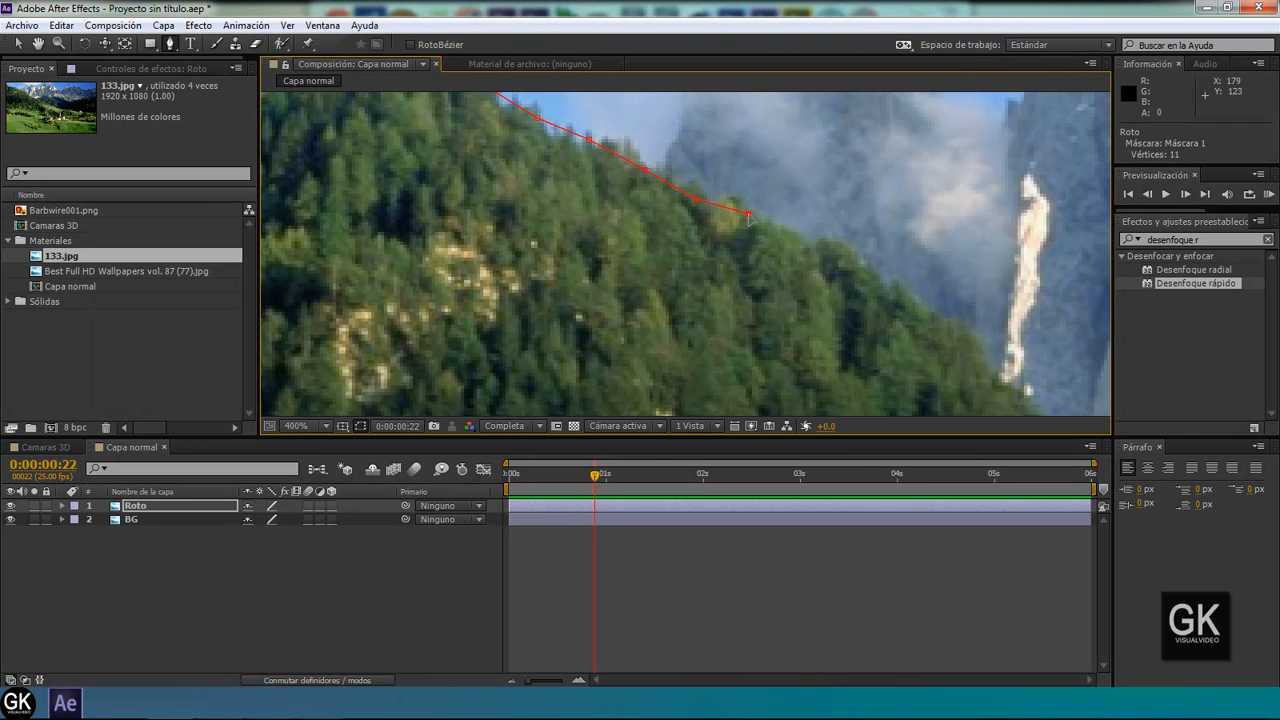 Adobe After Effects - Proyecto sin título.aep *
Archivo Editar Composición Capa Efecto Animación Ver Ventana Ayuda
RotoBézier
Espacio de trabajo: Estándar
Buscar en la Ayuda
Proyecto
Controles de efectos: Roto
Composición: Capa normal
Material de archivo: (ninguno)
Información
Audio
Capa normal
133.jpg , utilizado 4 veces
1920 x 1080 (1.00)
Millones de colores
R:
G:
B:
A: 0
X: 179
Y: 123
Roto
Máscara: Máscara 1
Vértices: 11
Previsualización
Nombre
Barbwire001.png
Camaras 3D
Materiales
133.jpg
Best Full HD Wallpapers vol. 87 (77).jpg
Capa normal
Sólidas
Efectos y ajustes preestablecio
desenfoque r
Desenfocar y enfocar
Desenfoque radial
Desenfoque rápido
8 bpc
400%
0:00:00:22
Completa
Cámara activa
1 Vista
+0.0
Camaras 3D
Capa normal
Párrafo
0:00:00:22
00022 (25.00 fps)
:00s 01s 02s 03s 04s 05s 06s
# Nombre de la capa
fx
Primario
1 Roto
Ninguno
2 BG
Ninguno
0 px 0 px 0 px
0 px 0 px
Conmutar definidores / modos
GK
VISUALVIDEO
GK
VISUALVIDEO
Ae